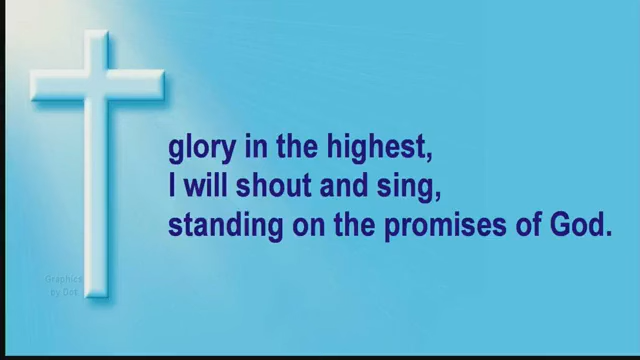 glory in the highest,
I will shout and sing,
standing on the promises of God.
Graphics
by Dot